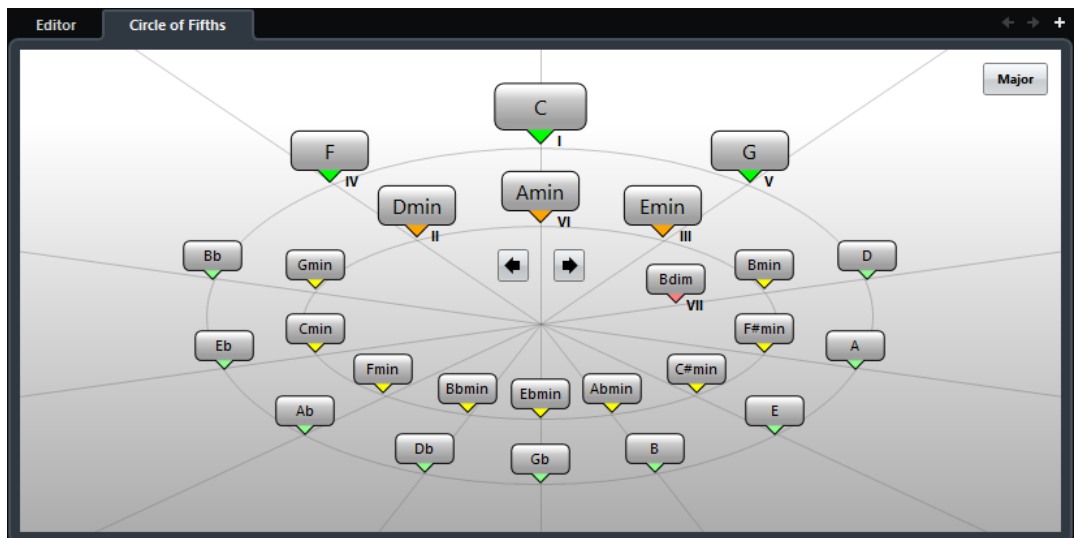 Editor
Circle of Fifths
Major
C
I
F
IV
G
V
Dmin
II
Amin
VI
Emin
III
Bb
Gmin
Bdim
VII
Bmin
D
Eb
Cmin
F#min
A
Fmin
C#min
Bbmin
Ebmin
Abmin
Ab
E
Db
Gb
B